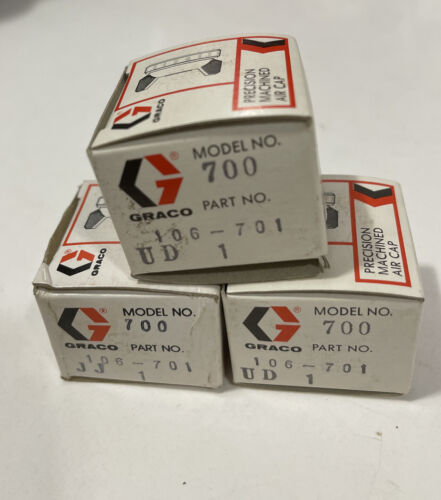 PRECISION
MACHINED
AIR CAP
GRACO
®
GRACO
MODEL NO.
700
PART NO.
106-701
UD 1
GRACO
PRECISION
MACHINED
AIR CAP
®
GRACO
MODEL NO.
700
PART NO.
106-701
JJ 1
®
GRACO
MODEL NO.
700
PART NO.
106-701
UD 1